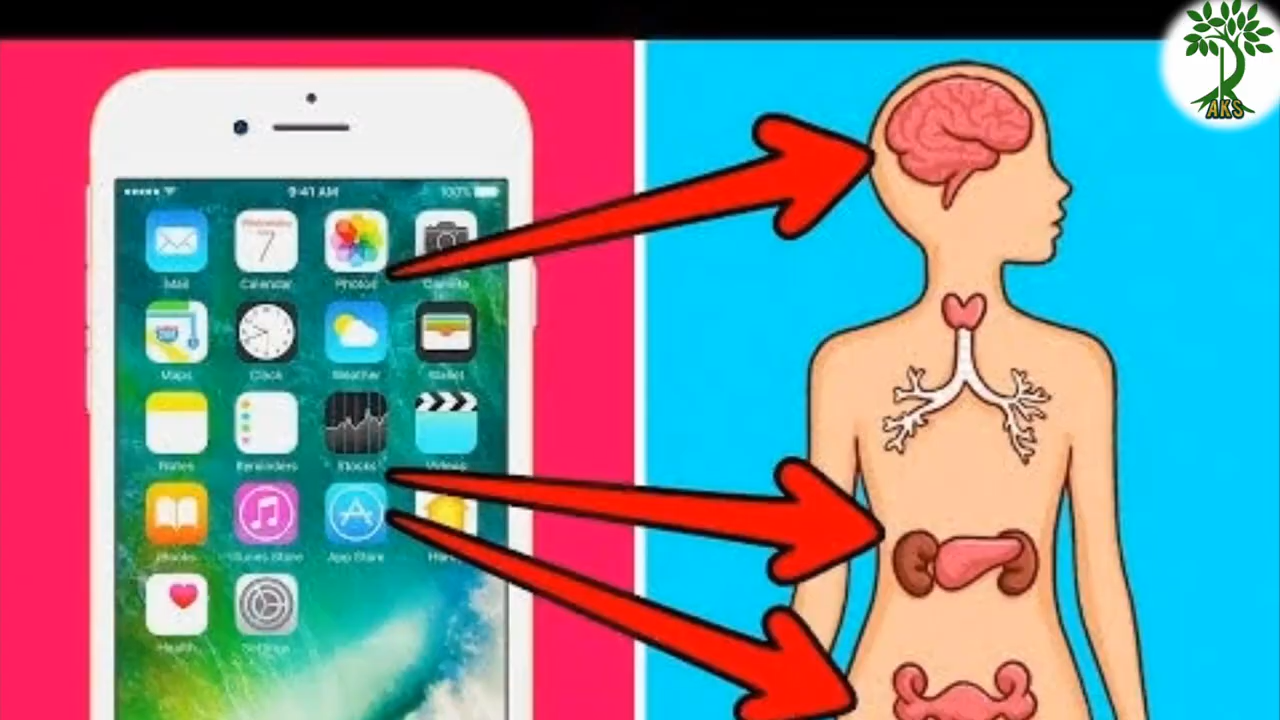 AKS
9:41 AM 100%
Wednesday
7
Mail Calendar Photos Camera
Maps Clock Weather Wallet
Notes Reminders Stocks Videos
iBooks iTunes Store App Store Home
Health Settings